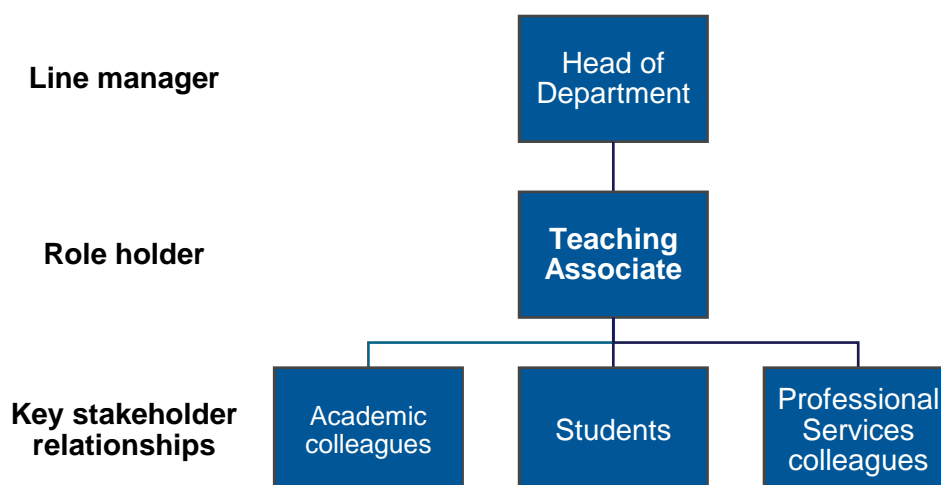 Line manager
Head of
Department
Role holder
Teaching
Associate
Key stakeholder
relationships
Academic
colleagues
Students
Professional
Services
colleagues